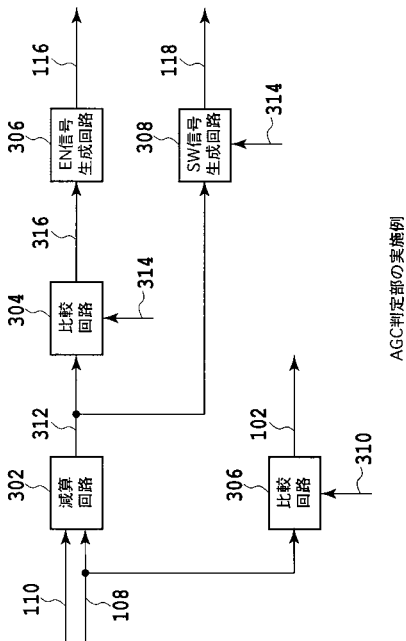 110
108
302
減算
回路
312
304
比較
回路
314
316
306
EN信号
生成回路
116
308
SW信号
生成回路
314
118
306
比較
回路
310
102
AGC判定部の実施例